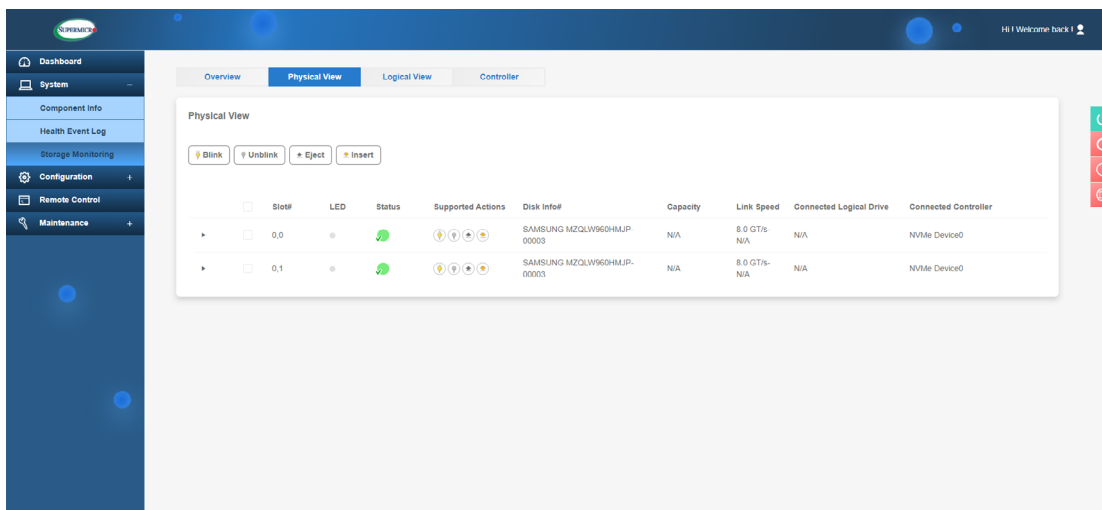 SUPERMICR
Hi ! Welcome back !
Dashboard
System −
Component Info
Health Event Log
Storage Monitoring
Configuration +
Remote Control
Maintenance +
Overview Physical View Logical View Controller
Physical View
Blink Unblink Eject Insert
Slot# LED Status Supported Actions Disk Info# Capacity Link Speed Connected Logical Drive Connected Controller
0,0 SAMSUNG MZQLW960HMJP-00003 N/A 8.0 GT/s-N/A N/A NVMe Device0
0,1 SAMSUNG MZQLW960HMJP-00003 N/A 8.0 GT/s-N/A N/A NVMe Device0